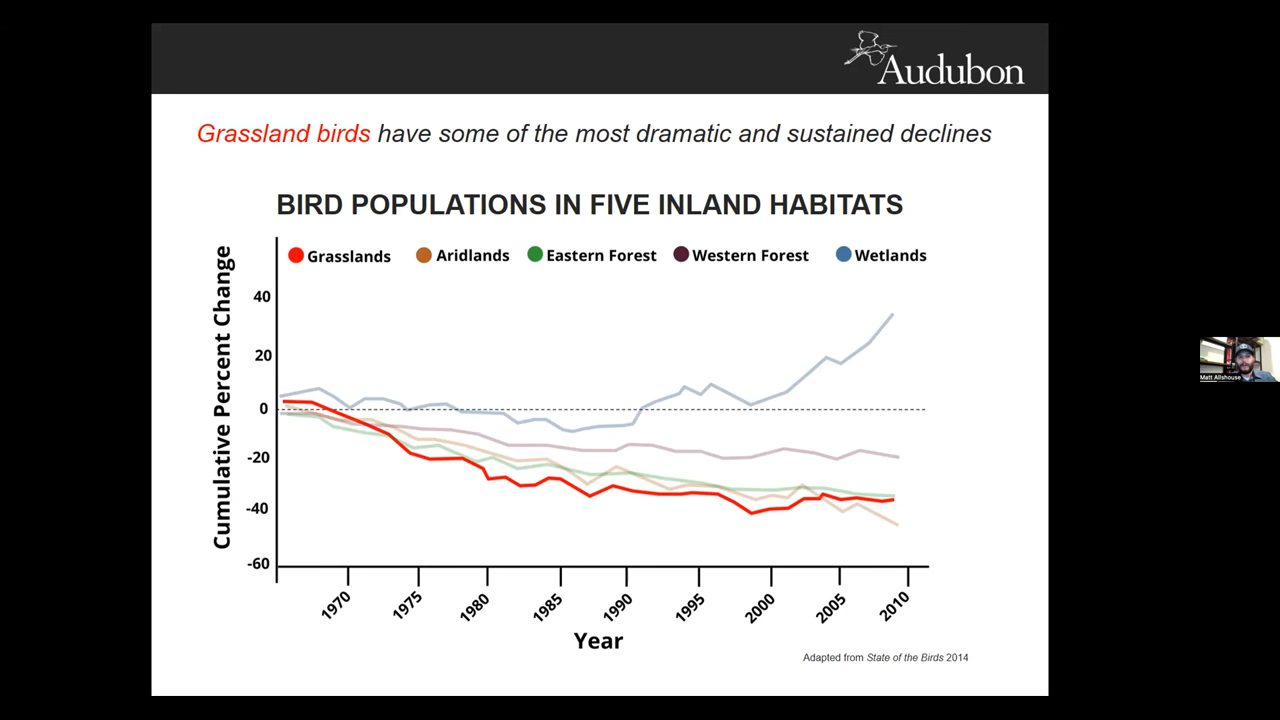 Audubon
Grassland birds have some of the most dramatic and sustained declines
BIRD POPULATIONS IN FIVE INLAND HABITATS
Grasslands Aridlands Eastern Forest Western Forest Wetlands
Cumulative Percent Change
40
20
0
-20
-40
-60
1970 1975 1980 1985 1990 1995 2000 2005 2010
Year
Adapted from State of the Birds 2014
Matt Allshouse